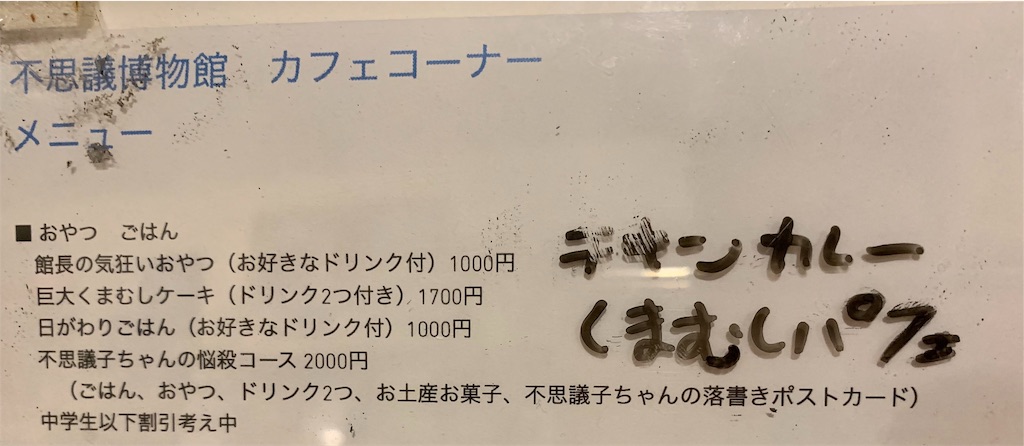 不思議博物館 カフェコーナー
メニュー
■ おやつ ごはん
館長の気狂いおやつ（お好きなドリンク付）1000円
巨大くまむしケーキ（ドリンク2つ付き）1700円
日がわりごはん（お好きなドリンク付）1000円
不思議子ちゃんの悩殺コース 2000円
（ごはん、おやつ、ドリンク2つ、お土産お菓子、不思議子ちゃんの落書きポストカード）
中学生以下割引考え中
チキンカレー
くまむしパフェ